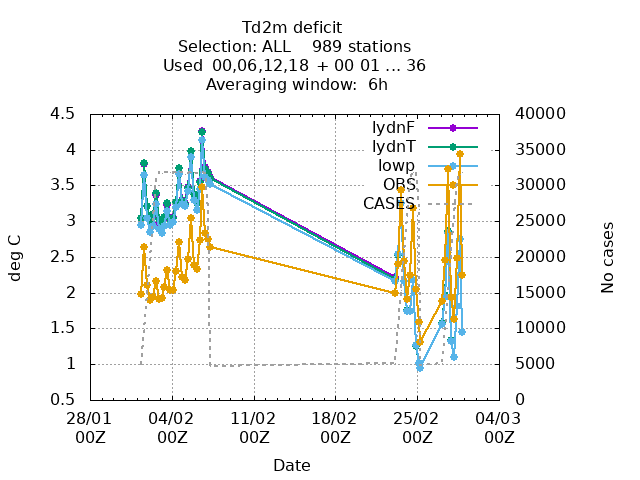 Td2m deficit
Selection: ALL    989 stations
Used  00,06,12,18  + 00 01 ... 36
Averaging window:  6h
lydnF
lydnT
lowp
OBS
CASES
4.5
4
3.5
3
2.5
2
1.5
1
0.5
deg C
40000
35000
30000
25000
20000
15000
10000
5000
0
No cases
28/01 04/02 11/02 18/02 25/02 04/03
00Z 00Z 00Z 00Z 00Z 00Z
Date